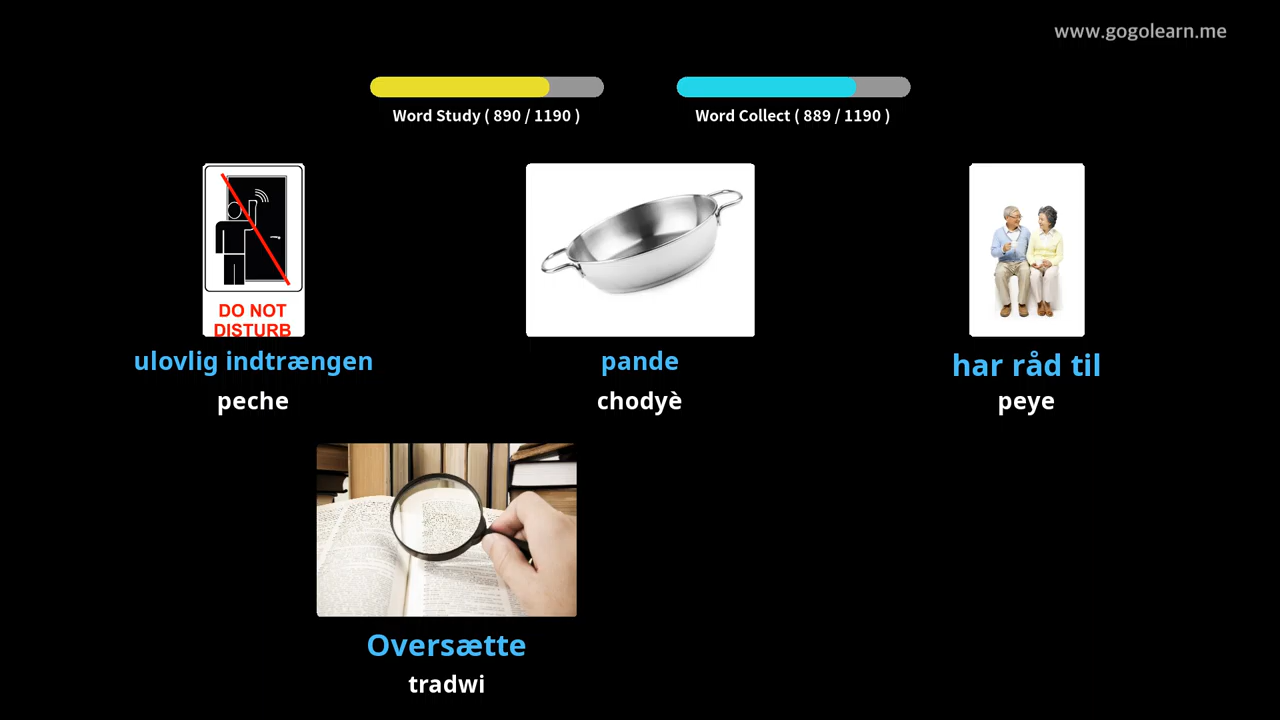 www.gogolearn.me
Word Study ( 890 / 1190 )
Word Collect ( 889 / 1190 )
DO NOT
DISTURB
ulovlig indtrængen
peche
pande
chodyè
har råd til
peye
Oversætte
tradwi